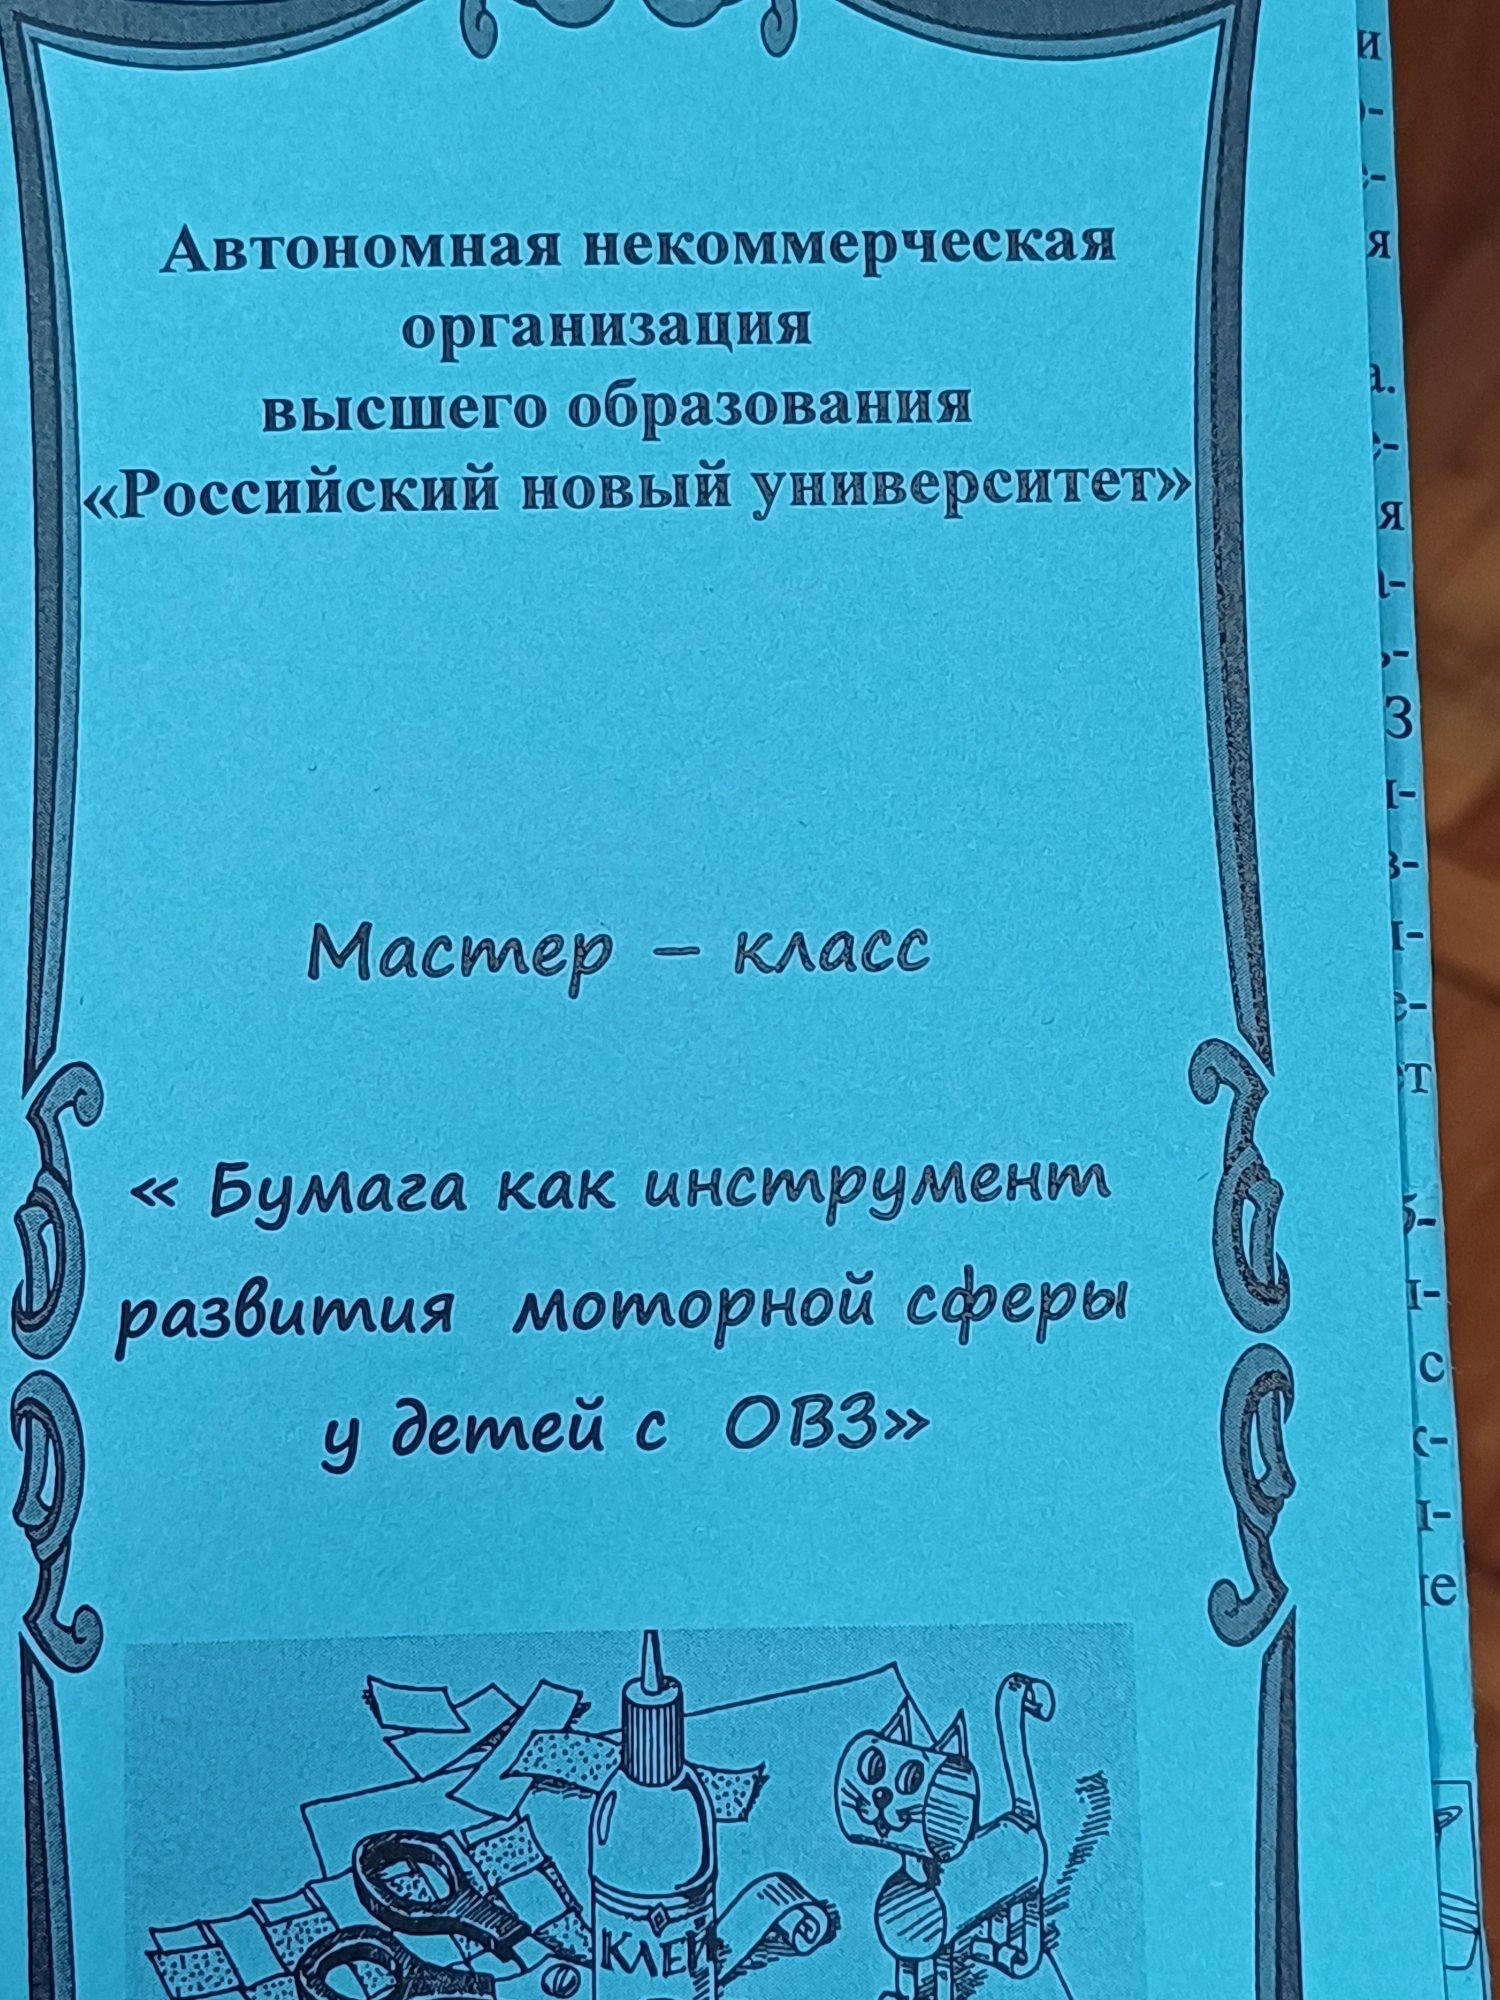 Автономная некоммерческая
организация
высшего образования
«Российский новый университет»
Мастер – класс
« Бумага как инструмент
развития моторной сферы
у детей с ОВЗ»
КЛЕЙ